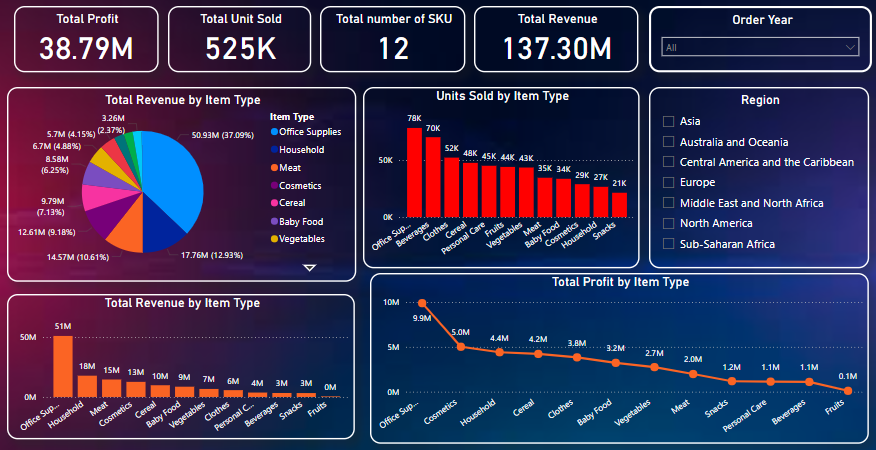 Total Profit
38.79M
Total Unit Sold
525K
Total number of SKU
12
Total Revenue
137.30M
Order Year
All
Total Revenue by Item Type
3.26M
(2.37%)
5.7M (4.15%)
6.7M (4.88%)
8.58M
(6.25%)
9.79M
(7.13%)
12.61M (9.18%)
14.57M (10.61%)
17.76M (12.93%)
50.93M (37.09%)
Item Type
Office Supplies
Household
Meat
Cosmetics
Cereal
Baby Food
Vegetables
Units Sold by Item Type
50K
0K
78K
70K
52K
48K
45K
44K
43K
35K
34K
29K
27K
21K
Office Sup...
Beverages
Clothes
Cereal
Personal Care
Fruits
Vegetables
Meat
Baby Food
Cosmetics
Household
Snacks
Region
Asia
Australia and Oceania
Central America and the Caribbean
Europe
Middle East and North Africa
North America
Sub-Saharan Africa
Total Revenue by Item Type
50M
0M
51M
18M
15M
13M
10M
9M
7M
6M
4M
3M
3M
0M
Office Sup...
Household
Meat
Cosmetics
Cereal
Baby Food
Vegetables
Clothes
Personal C...
Beverages
Snacks
Fruits
Total Profit by Item Type
10M
5M
0M
9.9M
5.0M
4.4M
4.2M
3.8M
3.2M
2.7M
2.0M
1.2M
1.1M
1.1M
0.1M
Office Sup...
Cosmetics
Household
Cereal
Clothes
Baby Food
Vegetables
Meat
Snacks
Personal Care
Beverages
Fruits